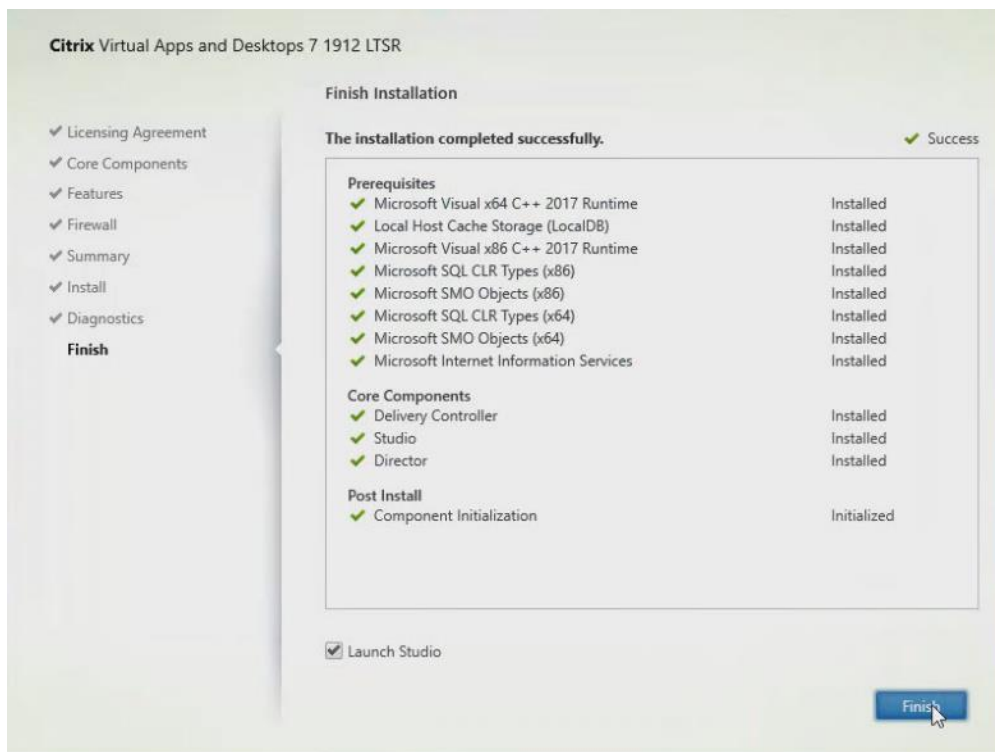 Citrix Virtual Apps and Desktops 7 1912 LTSR
Finish Installation
Licensing Agreement
Core Components
Features
Firewall
Summary
Install
Diagnostics
Finish
The installation completed successfully. Success
Prerequisites
Microsoft Visual x64 C++ 2017 Runtime Installed
Local Host Cache Storage (LocalDB) Installed
Microsoft Visual x86 C++ 2017 Runtime Installed
Microsoft SQL CLR Types (x86) Installed
Microsoft SMO Objects (x86) Installed
Microsoft SQL CLR Types (x64) Installed
Microsoft SMO Objects (x64) Installed
Microsoft Internet Information Services Installed
Core Components
Delivery Controller Installed
Studio Installed
Director Installed
Post Install
Component Initialization Initialized
Launch Studio
Finish